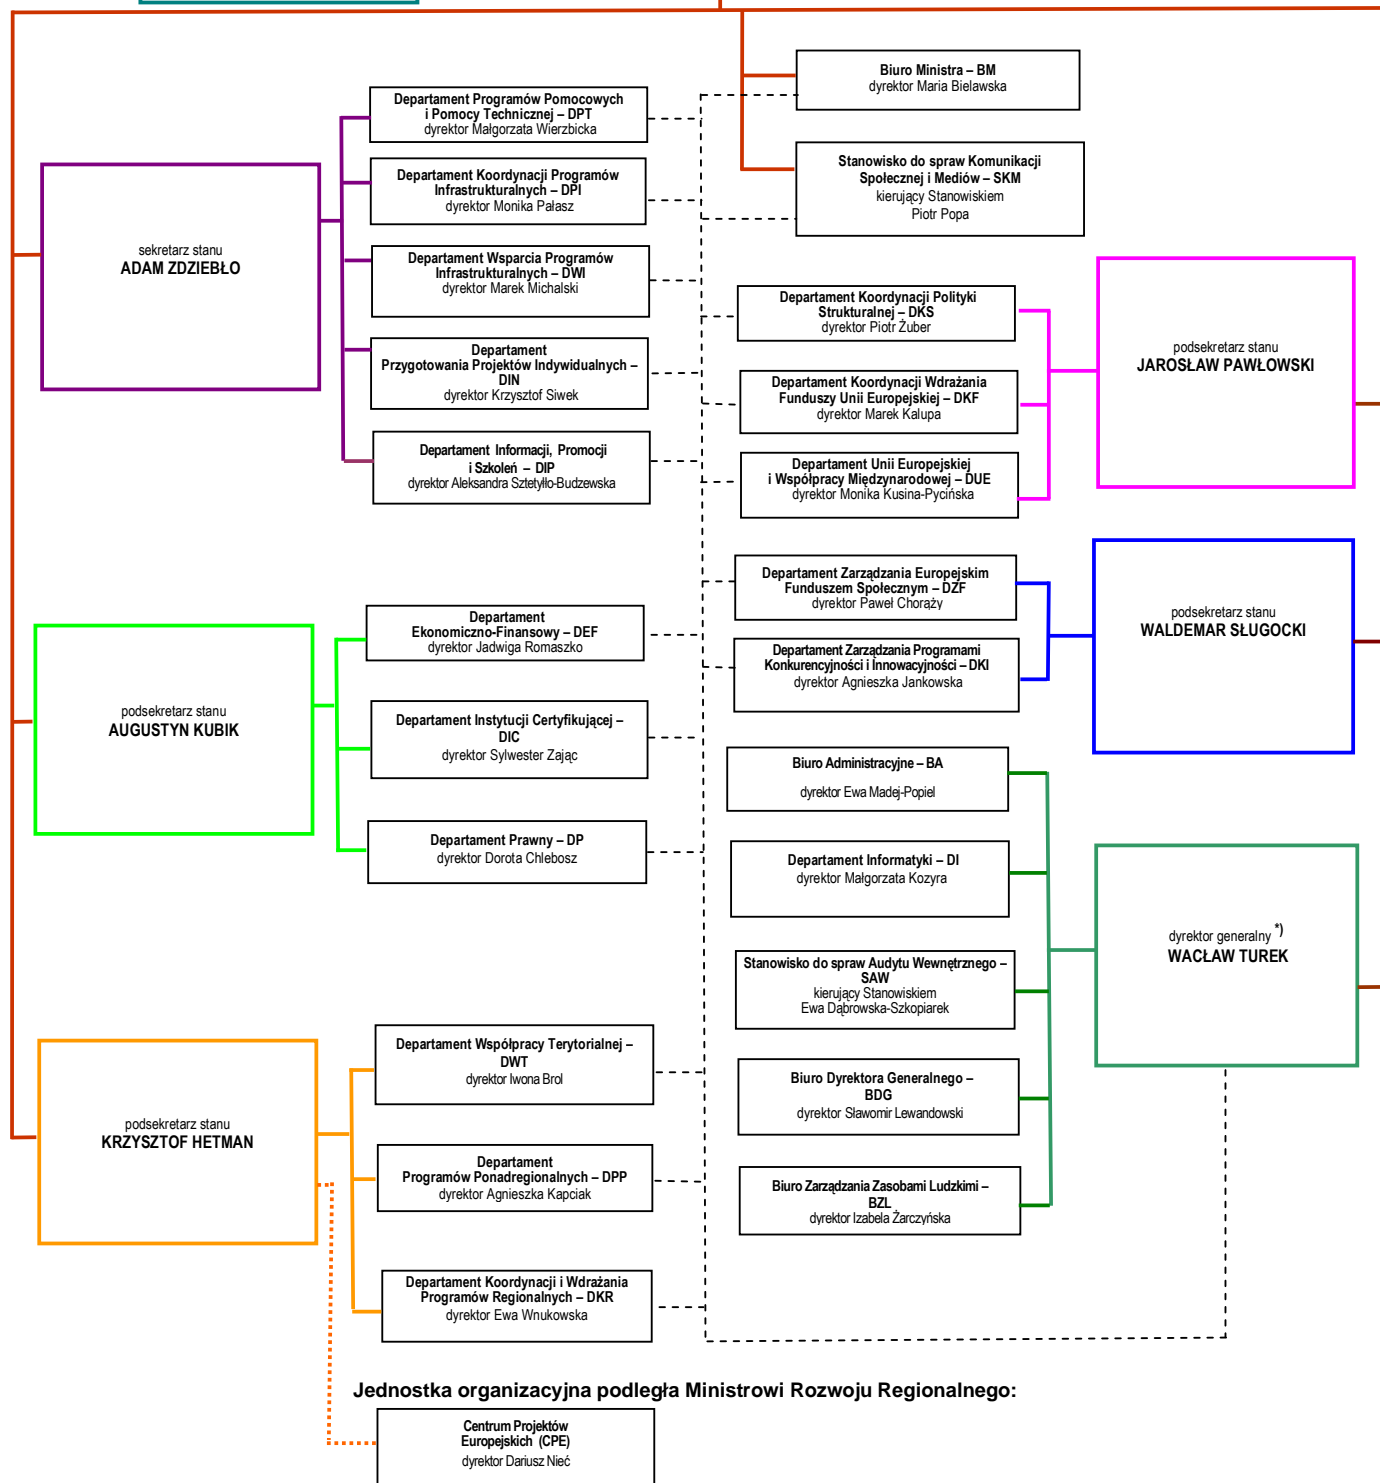 Biuro Ministra – BM
dyrektor Maria Bielawska
Departament Programów Pomocowych
i Pomocy Technicznej – DPT
dyrektor Małgorzata Wierzbicka
Stanowisko do spraw Komunikacji
Społecznej i Mediów – SKM
kierujący Stanowiskiem
Piotr Popa
Departament Koordynacji Programów
Infrastrukturalnych – DPI
dyrektor Monika Pałasz
sekretarz stanu
ADAM ZDZIEBŁO
Departament Wsparcia Programów
Infrastrukturalnych – DWI
dyrektor Marek Michalski
Departament Koordynacji Polityki
Strukturalnej – DKS
dyrektor Piotr Żuber
podsekretarz stanu
JAROSŁAW PAWŁOWSKI
Departament
Przygotowania Projektów Indywidualnych –
DIN
dyrektor Krzysztof Siwek
Departament Koordynacji Wdrażania
Funduszy Unii Europejskiej – DKF
dyrektor Marek Kalupa
Departament Informacji, Promocji
i Szkoleń – DIP
dyrektor Aleksandra Sztetyłło-Budzewska
Departament Unii Europejskiej
i Współpracy Międzynarodowej – DUE
dyrektor Monika Kusina-Pycińska
Departament Zarządzania Europejskim
Funduszem Społecznym – DZF
dyrektor Paweł Chorąży
podsekretarz stanu
WALDEMAR SŁUGOCKI
Departament
Ekonomiczno-Finansowy – DEF
dyrektor Jadwiga Romaszko
Departament Zarządzania Programami
Konkurencyjności i Innowacyjności – DKI
dyrektor Agnieszka Jankowska
podsekretarz stanu
AUGUSTYN KUBIK
Departament Instytucji Certyfikującej –
DIC
dyrektor Sylwester Zając
Biuro Administracyjne – BA
dyrektor Ewa Madej-Popiel
Departament Prawny – DP
dyrektor Dorota Chlebosz
Departament Informatyki – DI
dyrektor Małgorzata Kozyra
dyrektor generalny *)
WACŁAW TUREK
Stanowisko do spraw Audytu Wewnętrznego –
SAW
kierujący Stanowiskiem
Ewa Dąbrowska-Szkopiarek
Departament Współpracy Terytorialnej –
DWT
dyrektor Iwona Brol
Biuro Dyrektora Generalnego –
BDG
dyrektor Sławomir Lewandowski
podsekretarz stanu
KRZYSZTOF HETMAN
Departament
Programów Ponadregionalnych – DPP
dyrektor Agnieszka Kapciak
Biuro Zarządzania Zasobami Ludzkimi –
BZL
dyrektor Izabela Żarczyńska
Departament Koordynacji i Wdrażania
Programów Regionalnych – DKR
dyrektor Ewa Wnukowska
Jednostka organizacyjna podległa Ministrowi Rozwoju Regionalnego:
Centrum Projektów
Europejskich (CPE)
dyrektor Dariusz Nieć